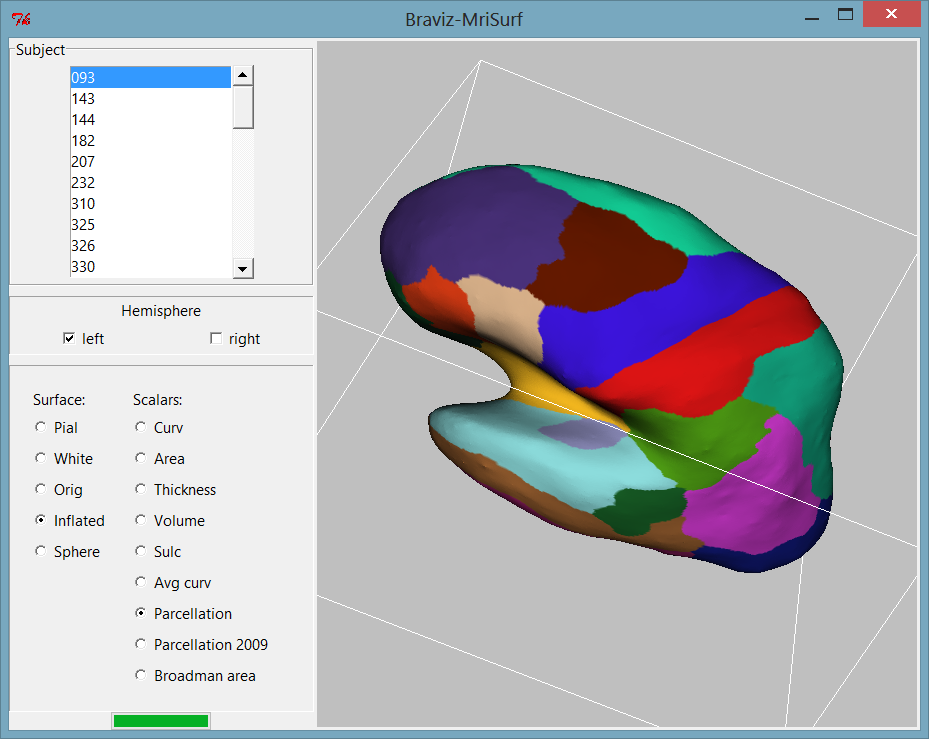 Braviz-MriSurf
Subject
093
143
144
182
207
232
310
325
326
330
Hemisphere
left right
Surface: Scalars:
Pial Curv
White Area
Orig Thickness
Inflated Volume
Sphere Sulc
Avg curv
Parcellation
Parcellation 2009
Broadman area